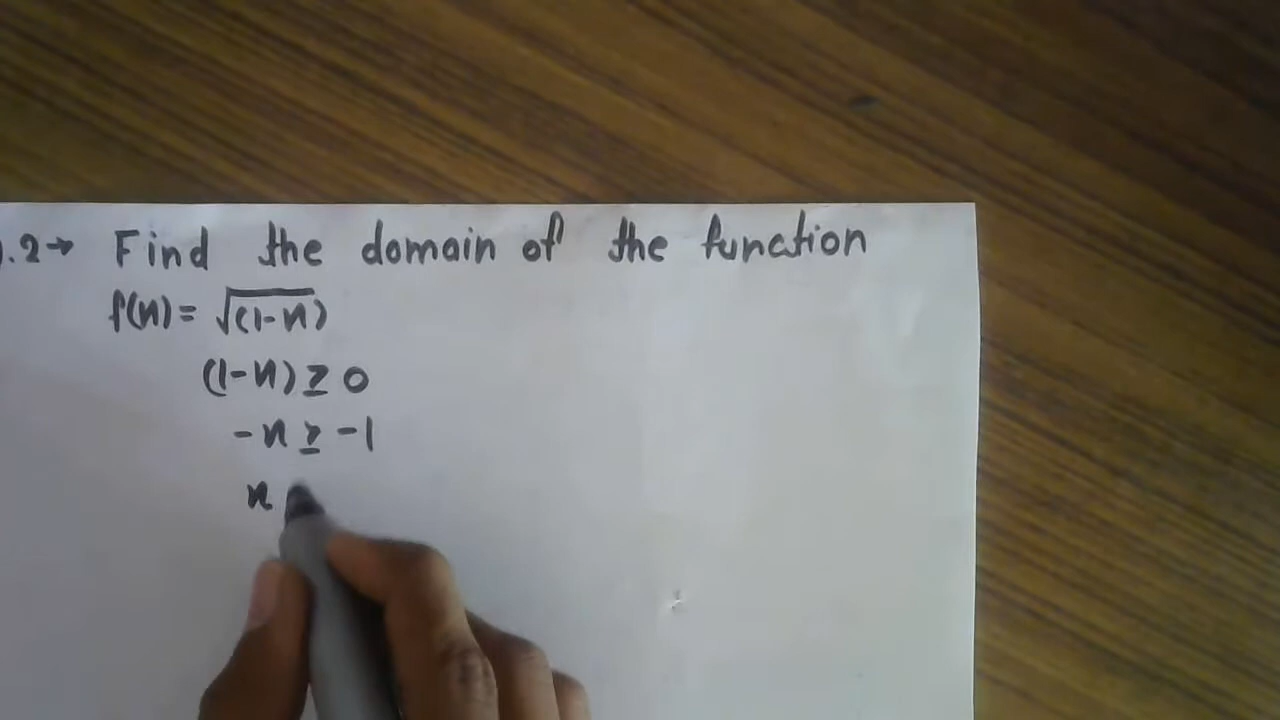 .2→ Find the domain of the function
f(x) = √(1-x)
(1-x) ≥ 0
-x ≥ -1
x